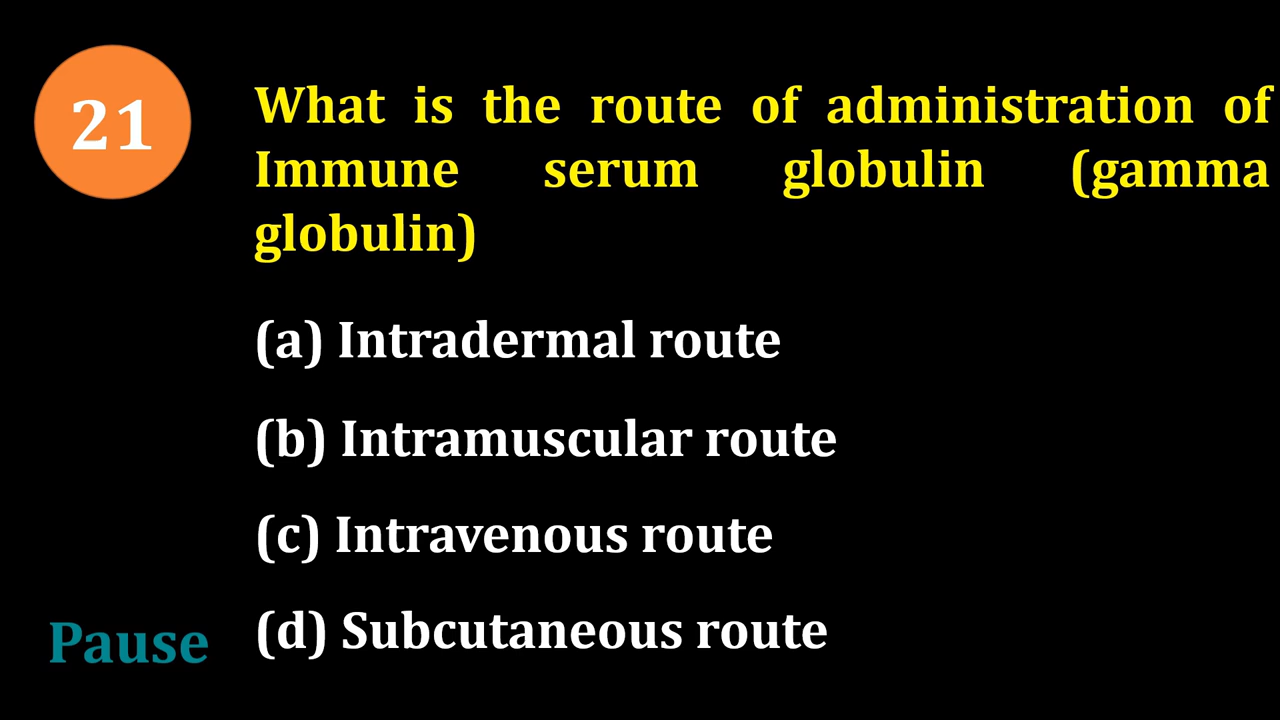 21
What is the route of administration of
Immune serum globulin (gamma
globulin)
(a) Intradermal route
(b) Intramuscular route
(c) Intravenous route
(d) Subcutaneous route
Pause